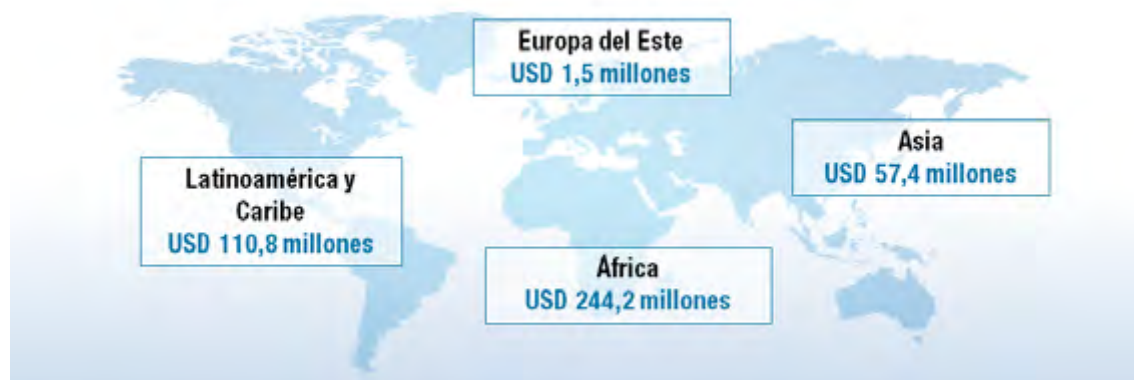 Europa del Este
USD 1,5 millones
Asia
USD 57,4 millones
Latinoamérica y
Caribe
USD 110,8 millones
África
USD 244,2 millones